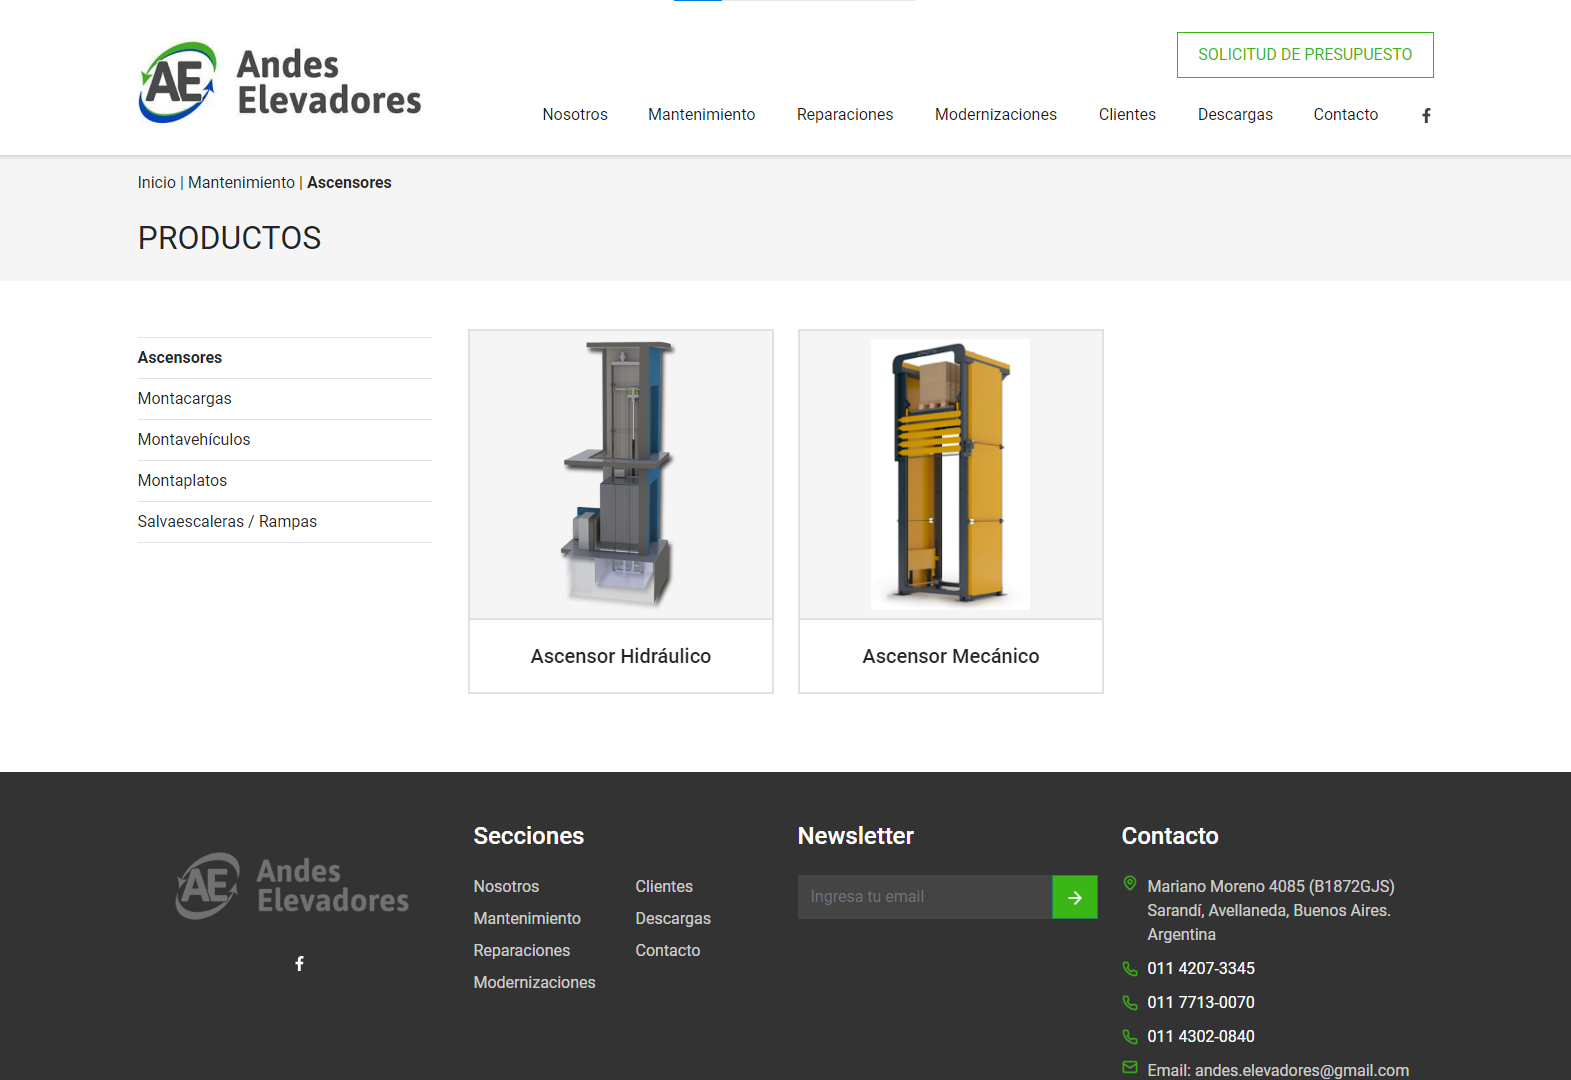 AE Andes
Elevadores
SOLICITUD DE PRESUPUESTO
Nosotros Mantenimiento Reparaciones Modernizaciones Clientes Descargas Contacto
Inicio | Mantenimiento | Ascensores
PRODUCTOS
Ascensores
Montacargas
Montavehículos
Montaplatos
Salvaescaleras / Rampas
Ascensor Hidráulico
Ascensor Mecánico
AE Andes
Elevadores
Secciones
Nosotros
Mantenimiento
Reparaciones
Modernizaciones
Clientes
Descargas
Contacto
Newsletter
Ingresa tu email
Contacto
Mariano Moreno 4085 (B1872GJS)
Sarandí, Avellaneda, Buenos Aires.
Argentina
011 4207-3345
011 7713-0070
011 4302-0840
Email: andes.elevadores@gmail.com